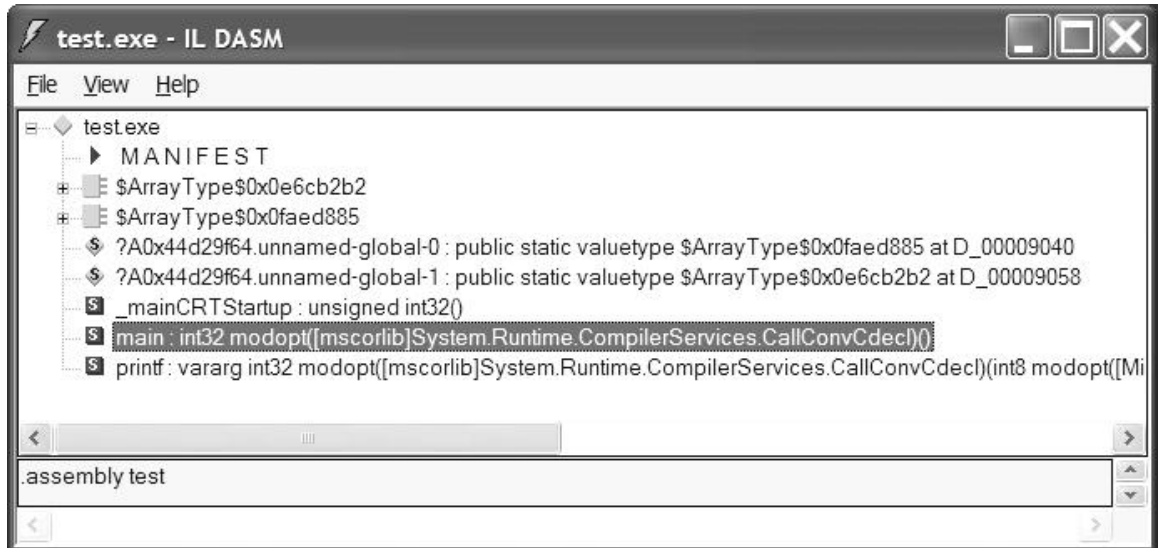 test.exe - IL DASM
File View Help
test.exe
MANIFEST
$ArrayType$0x0e6cb2b2
$ArrayType$0x0faed885
?A0x44d29f64.unnamed-global-0 : public static valuetype $ArrayType$0x0faed885 at D_00009040
?A0x44d29f64.unnamed-global-1 : public static valuetype $ArrayType$0x0e6cb2b2 at D_00009058
_mainCRTStartup : unsigned int32()
main : int32 modopt([mscorlib]System.Runtime.CompilerServices.CallConvCdecl)()
printf : vararg int32 modopt([mscorlib]System.Runtime.CompilerServices.CallConvCdecl)(int8 modopt([Mi
.assembly test